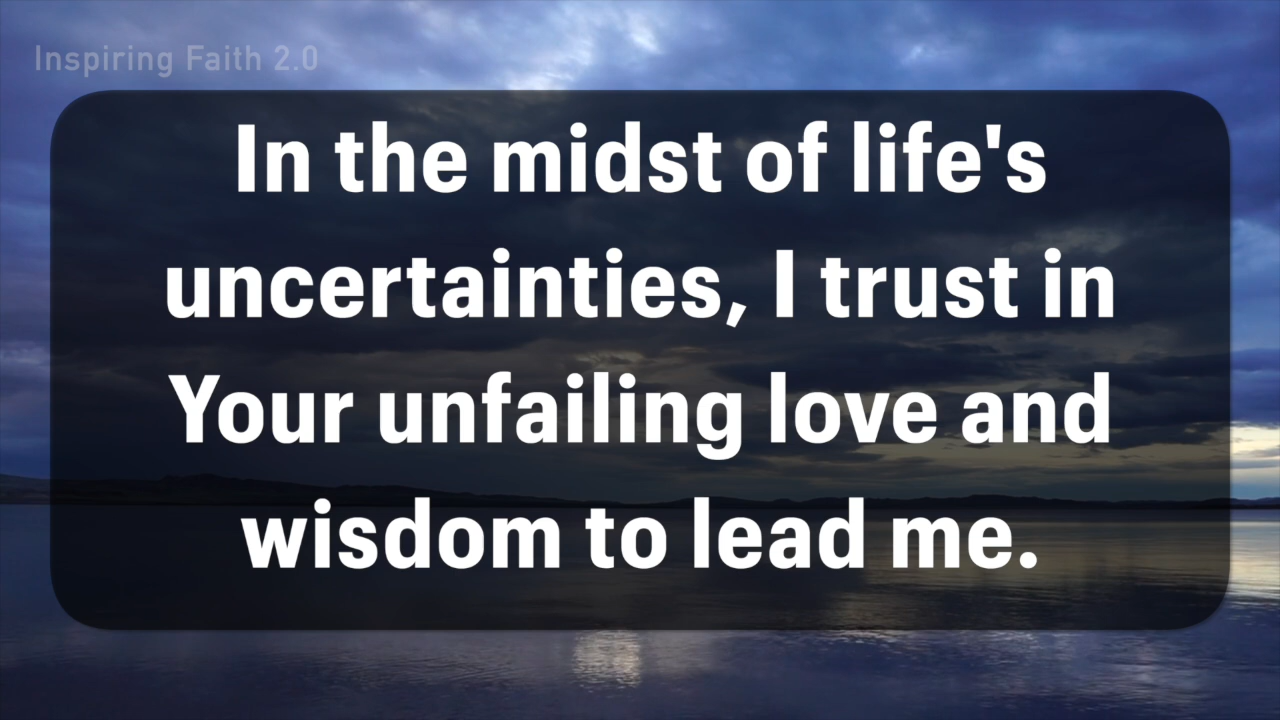 Inspiring Faith 2.0
In the midst of life's
uncertainties, I trust in
Your unfailing love and
wisdom to lead me.